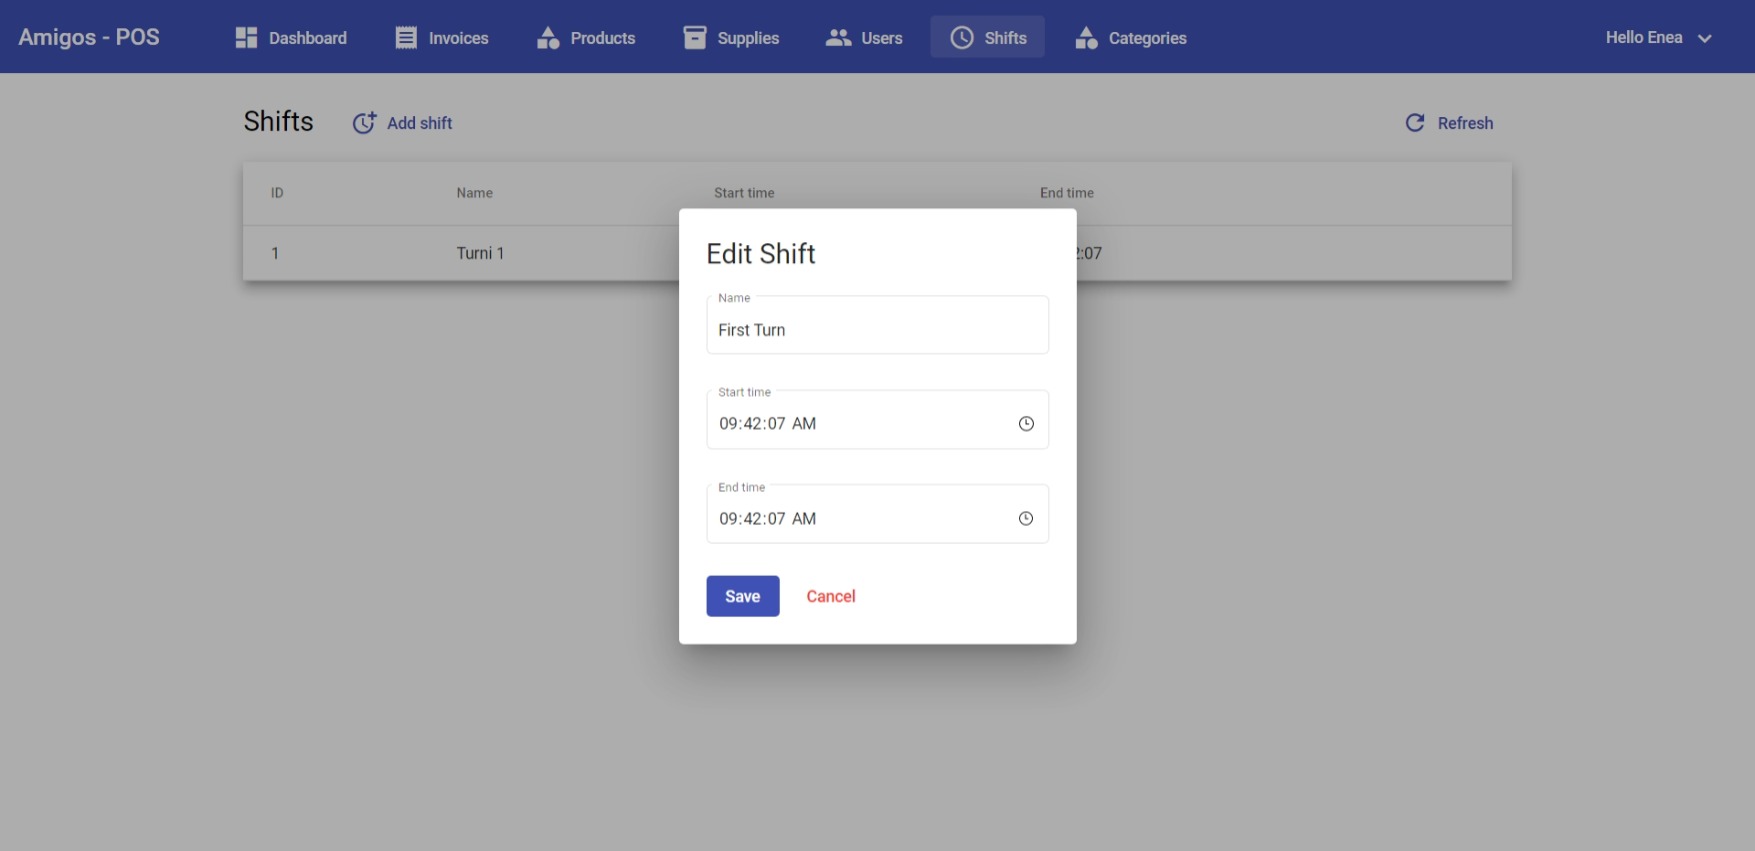 Amigos - POS
Dashboard
Invoices
Products
Supplies
Users
Shifts
Categories
Hello Enea
Shifts
Add shift
Refresh
ID Name Start time End time
1 Turni 1 2:07
Edit Shift
Name
First Turn
Start time
09:42:07 AM
End time
09:42:07 AM
Save Cancel